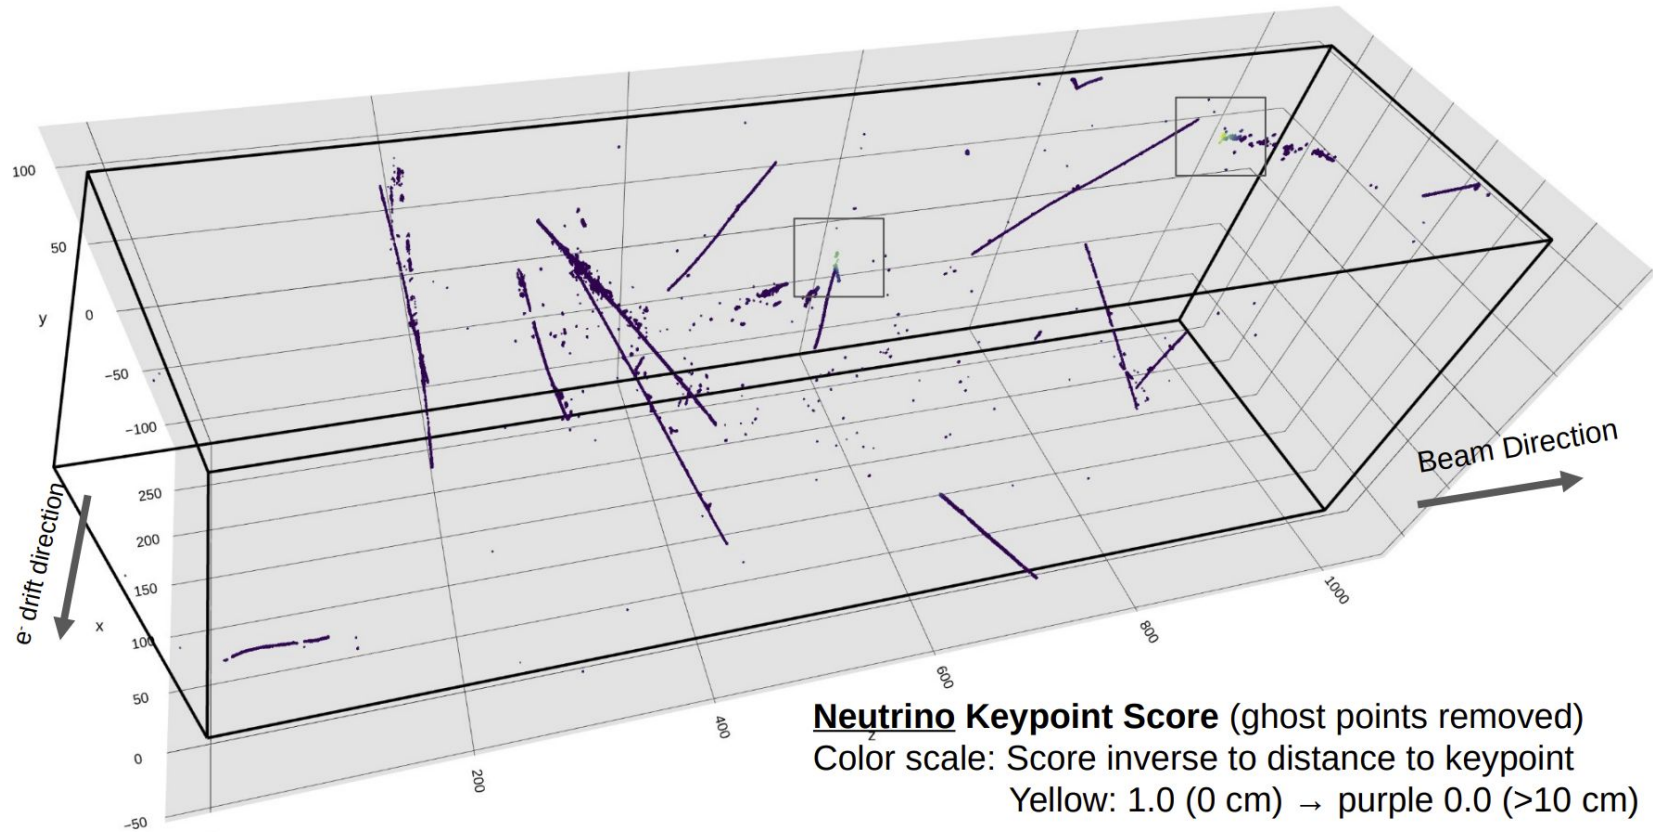 100
50
y
0
−50
−100
250
200
150
x
100
50
0
−50
e- drift direction
200
400
600
800
1000
z
Beam Direction
Neutrino Keypoint Score (ghost points removed)
Color scale: Score inverse to distance to keypoint
Yellow: 1.0 (0 cm) → purple 0.0 (>10 cm)